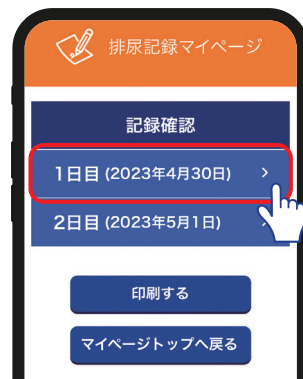 排尿記録マイページ
記録確認
1日目 (2023年4月30日) >
2日目 (2023年5月1日)
印刷する
マイページトップへ戻る